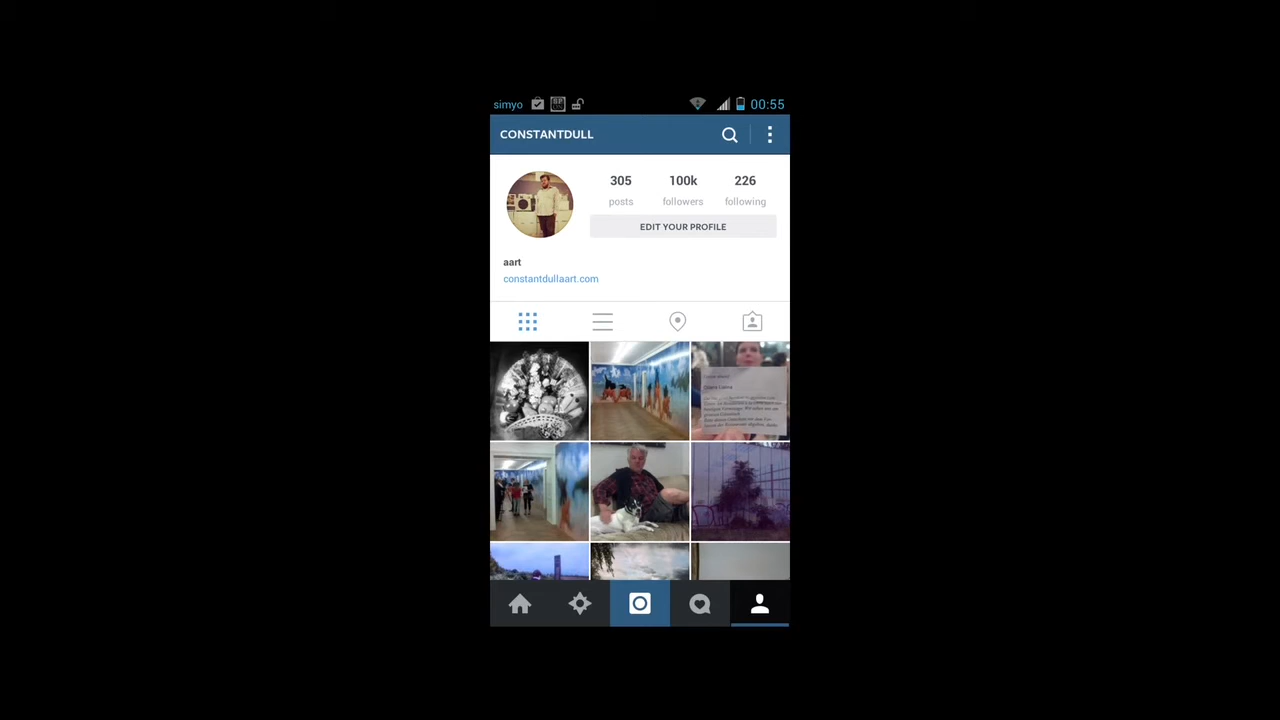 simyo 00:55
CONSTANTDULL
305 100k 226
posts followers following
EDIT YOUR PROFILE
aart
constantdullaart.com